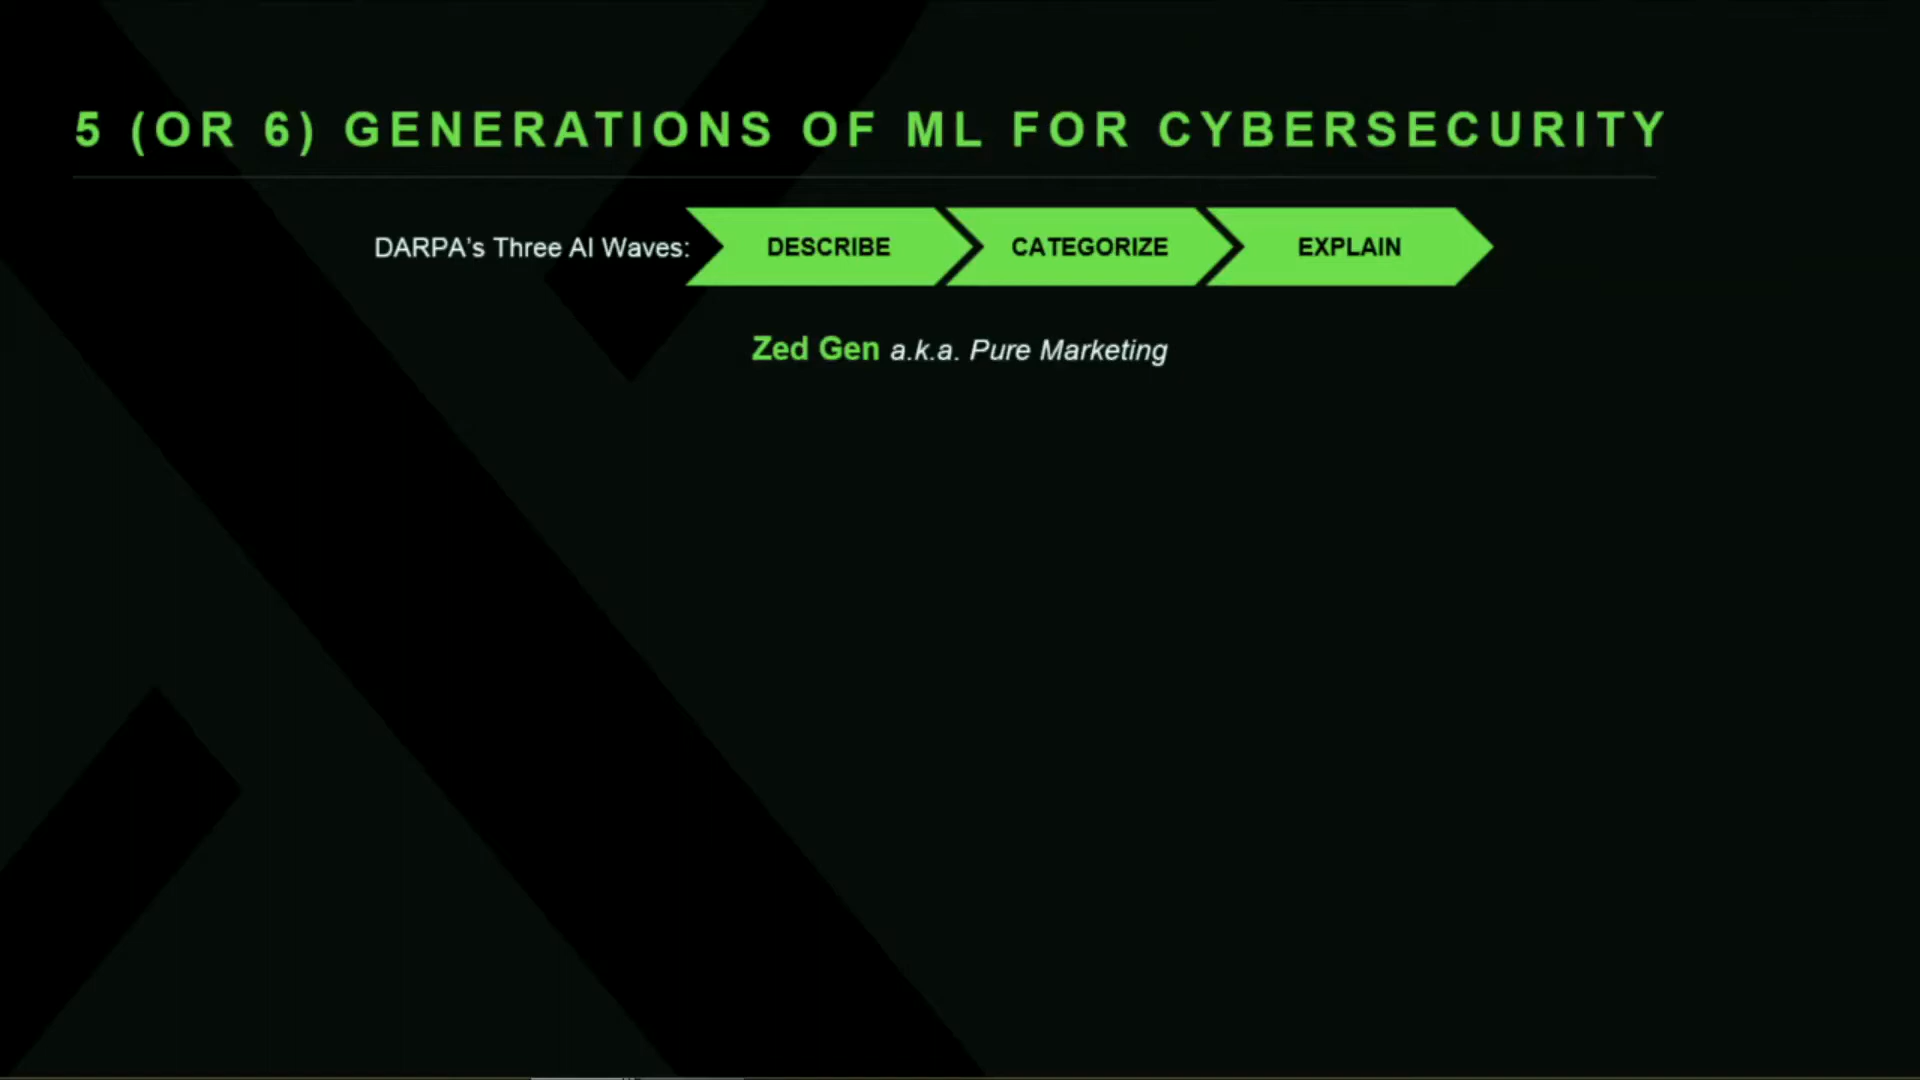 5 (OR 6) GENERATIONS OF ML FOR CYBERSECURITY
DARPA's Three AI Waves: DESCRIBE CATEGORIZE EXPLAIN
Zed Gen a.k.a. Pure Marketing